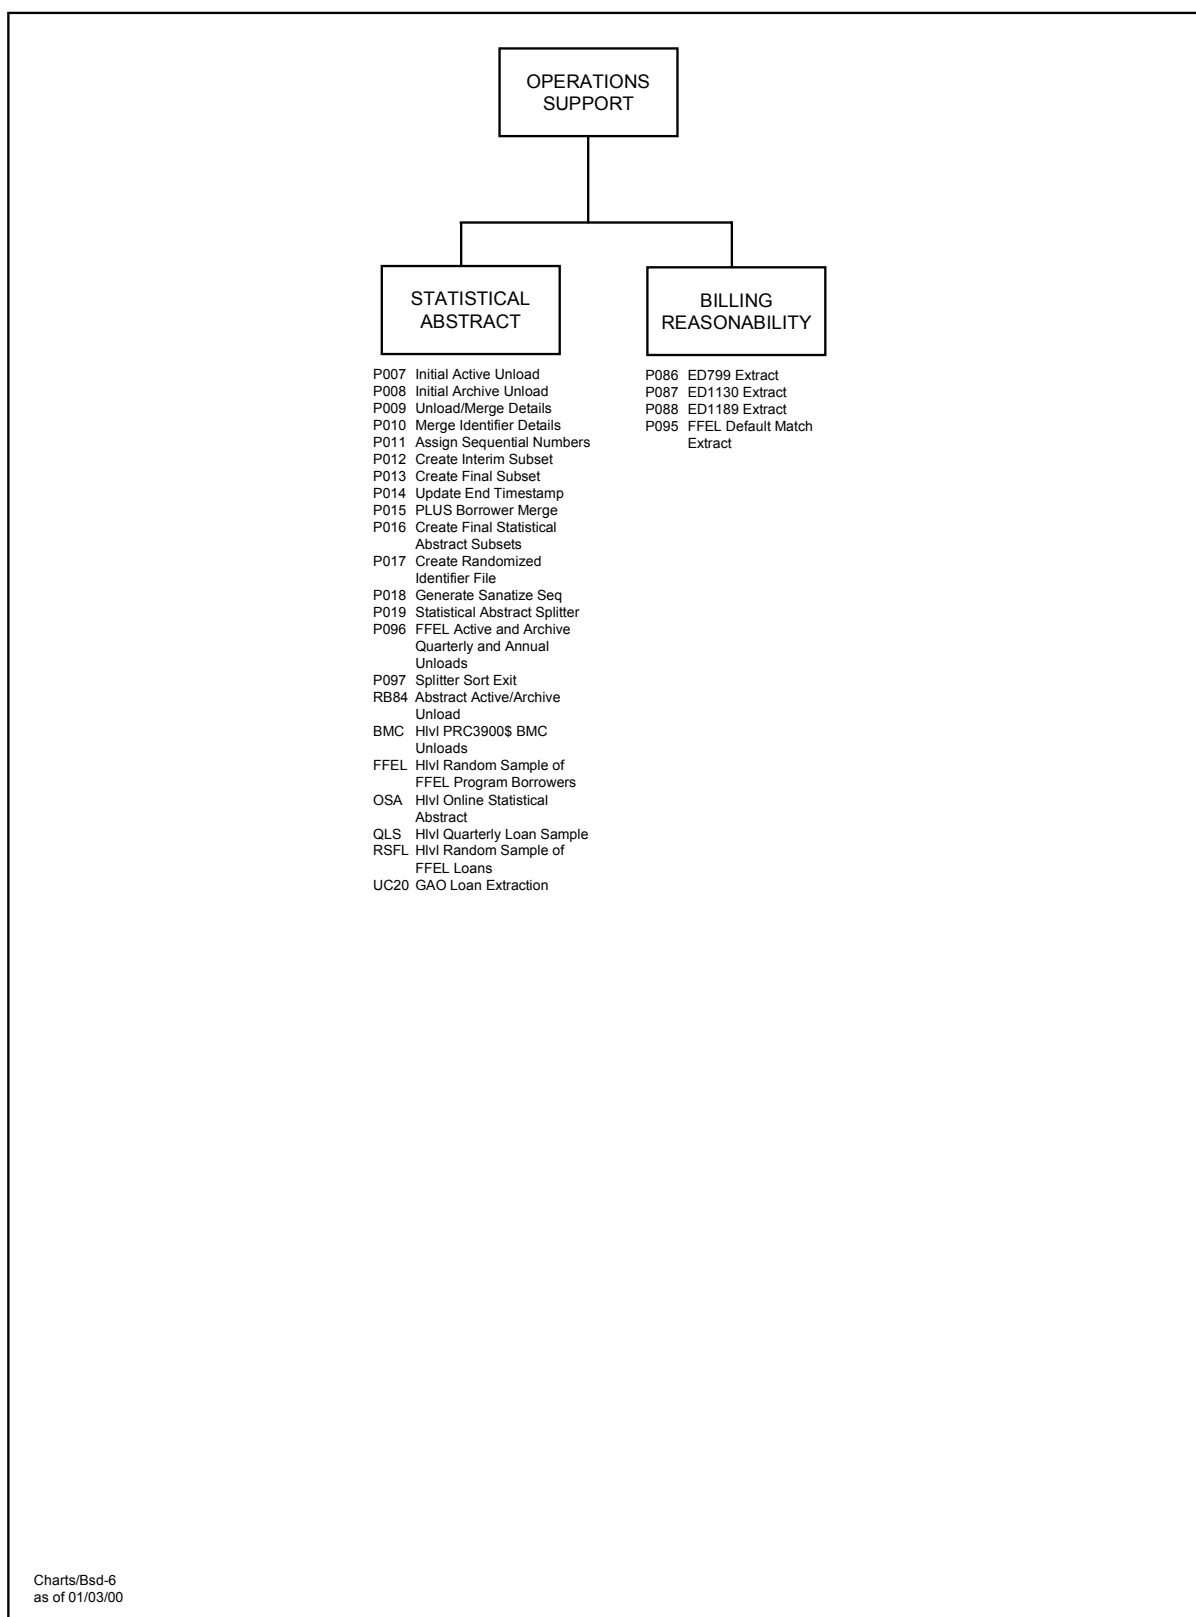 OPERATIONS
SUPPORT
STATISTICAL
ABSTRACT
P007 Initial Active Unload
P008 Initial Archive Unload
P009 Unload/Merge Details
P010 Merge Identifier Details
P011 Assign Sequential Numbers
P012 Create Interim Subset
P013 Create Final Subset
P014 Update End Timestamp
P015 PLUS Borrower Merge
P016 Create Final Statistical
Abstract Subsets
P017 Create Randomized
Identifier File
P018 Generate Sanatize Seq
P019 Statistical Abstract Splitter
P096 FFEL Active and Archive
Quarterly and Annual
Unloads
P097 Splitter Sort Exit
RB84 Abstract Active/Archive
Unload
BMC Hlvl PRC3900$ BMC
Unloads
FFEL Hlvl Random Sample of
FFEL Program Borrowers
OSA Hlvl Online Statistical
Abstract
QLS Hlvl Quarterly Loan Sample
RSFL Hlvl Random Sample of
FFEL Loans
UC20 GAO Loan Extraction
BILLING
REASONABILITY
P086 ED799 Extract
P087 ED1130 Extract
P088 ED1189 Extract
P095 FFEL Default Match
Extract
Charts/Bsd-6
as of 01/03/00